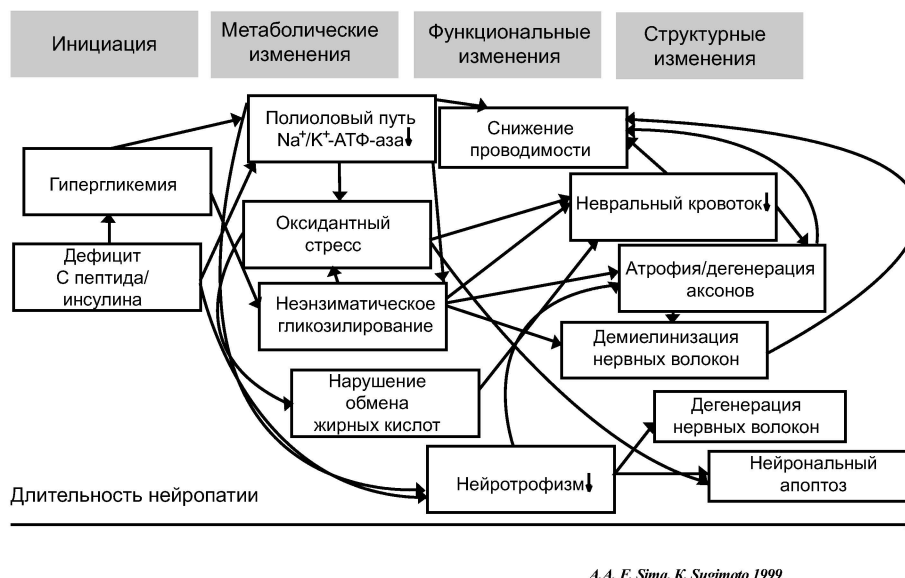 Инициация
Метаболические
изменения
Функциональные
изменения
Структурные
изменения
Полиоловый путь
Na⁺/K⁺-АТФ-аза
Снижение
проводимости
Гипергликемия
Невральный кровоток
Оксидантный
стресс
Дефицит
С пептида/
инсулина
Атрофия/дегенерация
аксонов
Неэнзиматическое
гликозилирование
Демиелинизация
нервных волокон
Нарушение
обмена
жирных кислот
Дегенерация
нервных волокон
Нейротрофизм
Нейрональный
апоптоз
Длительность нейропатии
A.A. F. Sima, K. Sugimoto 1999